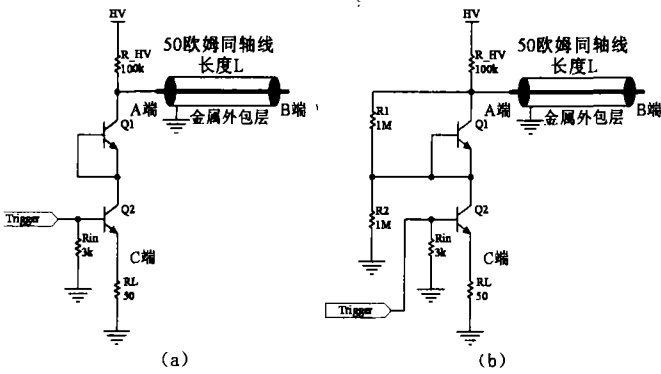 HV
R_HV
100k
50欧姆同轴线
长度L
A端
金属外包层
B端
Q1
Q2
Trigger
Rin
3k
C端
RL
50
(a)
HV
R_HV
100k
50欧姆同轴线
长度L
A端
金属外包层
B端
R1
1M
Q1
R2
1M
Q2
Rin
3k
C端
RL
50
Trigger
(b)